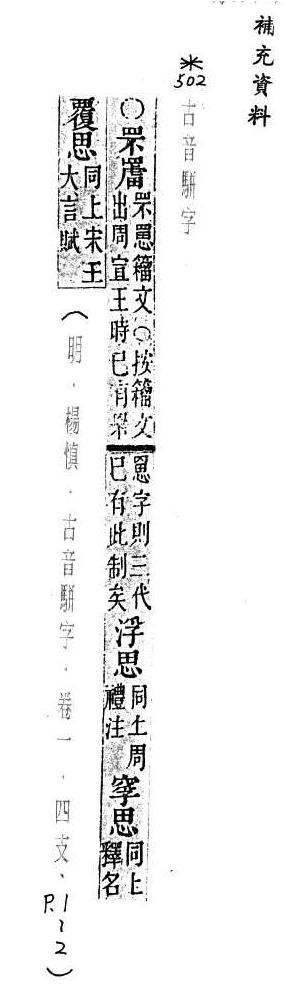 補充資料
※
502
古音駢字
○罘厝罘罳籀文○按籀文出周宣王時已有罘罳字則三代已有此制矣浮思同上周禮注罦思同上釋名
覆思同上宋玉大言賦
(明．楊慎．古音駢字．卷一．四支、P.1~2)